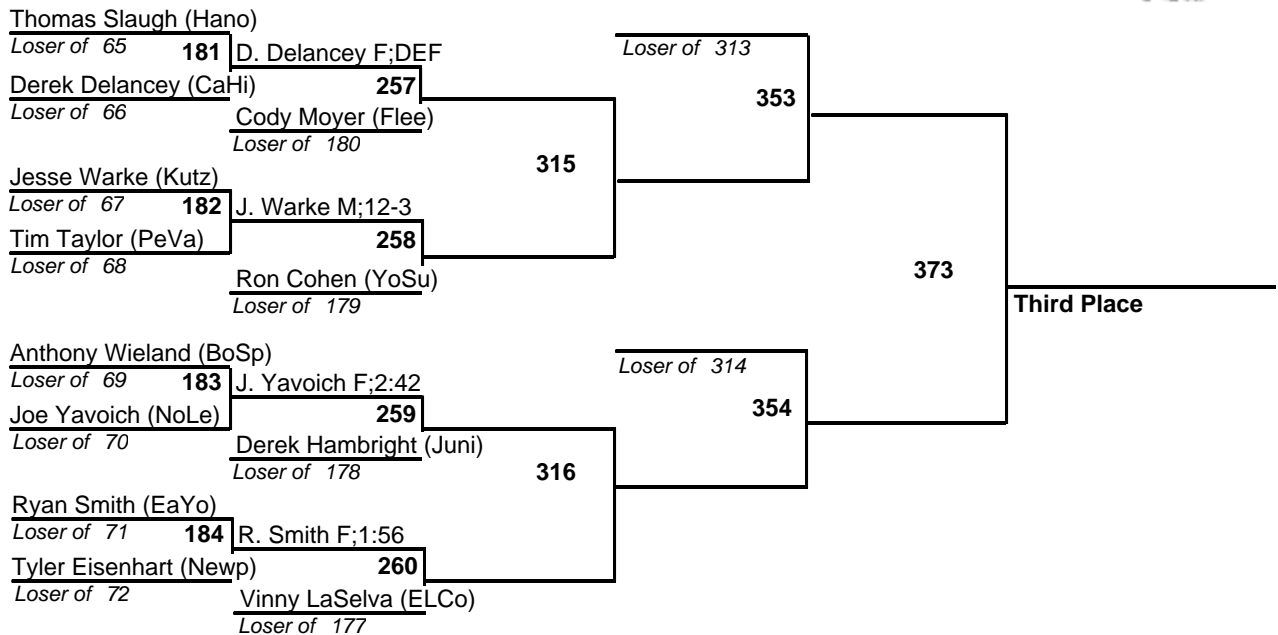 Thomas Slaugh (Hano)
Loser of 65
181
D. Delancey F;DEF
Derek Delancey (CaHi)
Loser of 66
257
Cody Moyer (Flee)
Loser of 180
Loser of 313
353
315
Jesse Warke (Kutz)
Loser of 67
182
J. Warke M;12-3
Tim Taylor (PeVa)
Loser of 68
258
Ron Cohen (YoSu)
Loser of 179
373
Third Place
Anthony Wieland (BoSp)
Loser of 69
183
J. Yavoich F;2:42
Joe Yavoich (NoLe)
Loser of 70
259
Derek Hambright (Juni)
Loser of 178
Loser of 314
354
316
Ryan Smith (EaYo)
Loser of 71
184
R. Smith F;1:56
Tyler Eisenhart (Newp)
Loser of 72
260
Vinny LaSelva (ELCo)
Loser of 177